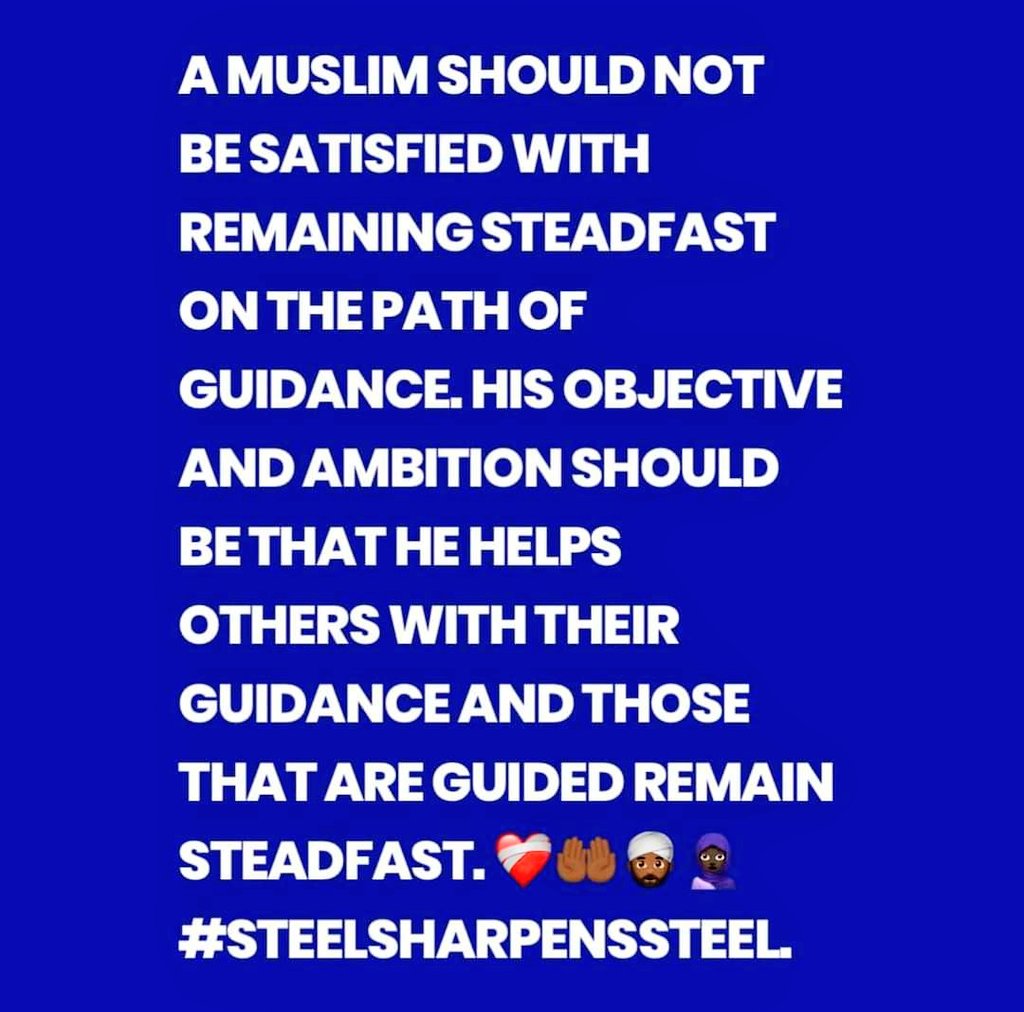 A MUSLIM SHOULD NOT
BE SATISFIED WITH
REMAINING STEADFAST
ON THE PATH OF
GUIDANCE. HIS OBJECTIVE
AND AMBITION SHOULD
BE THAT HE HELPS
OTHERS WITH THEIR
GUIDANCE AND THOSE
THAT ARE GUIDED REMAIN
STEADFAST. ❤️‍🩹🤲🏾👳🏾‍♂️🧕🏿
#STEELSHARPENSSTEEL.